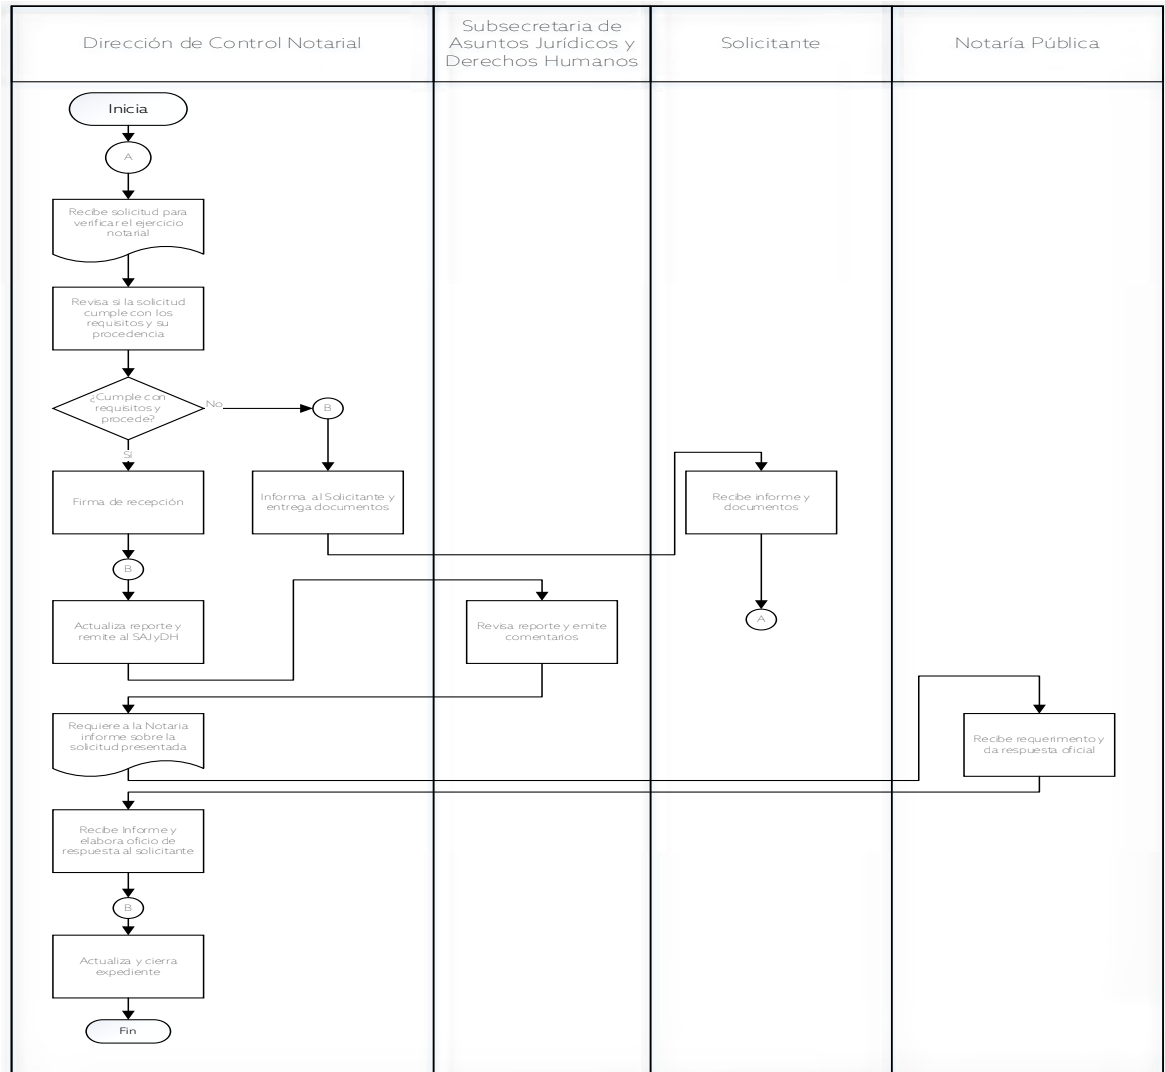 Dirección de Control Notarial
Subsecretaria de
Asuntos Jurídicos y
Derechos Humanos
Solicitante
Notaría Pública
Inicia
A
Recibe solicitud para
verificar el ejercicio
notarial
Revisa si la solicitud
cumple con los
requisitos y su
procedencia
¿Cumple con
requisitos y
procede?
No
B
Sí
Firma de recepción
Informa al Solicitante y
entrega documentos
Recibe informe y
documentos
B
Actualiza reporte y
remite al SAJyDH
Revisa reporte y emite
comentarios
A
Requiere a la Notaria
informe sobre la
solicitud presentada
Recibe requerimento y
da respuesta oficial
Recibe Informe y
elabora oficio de
respuesta al solicitante
B
Actualiza y cierra
expediente
Fin